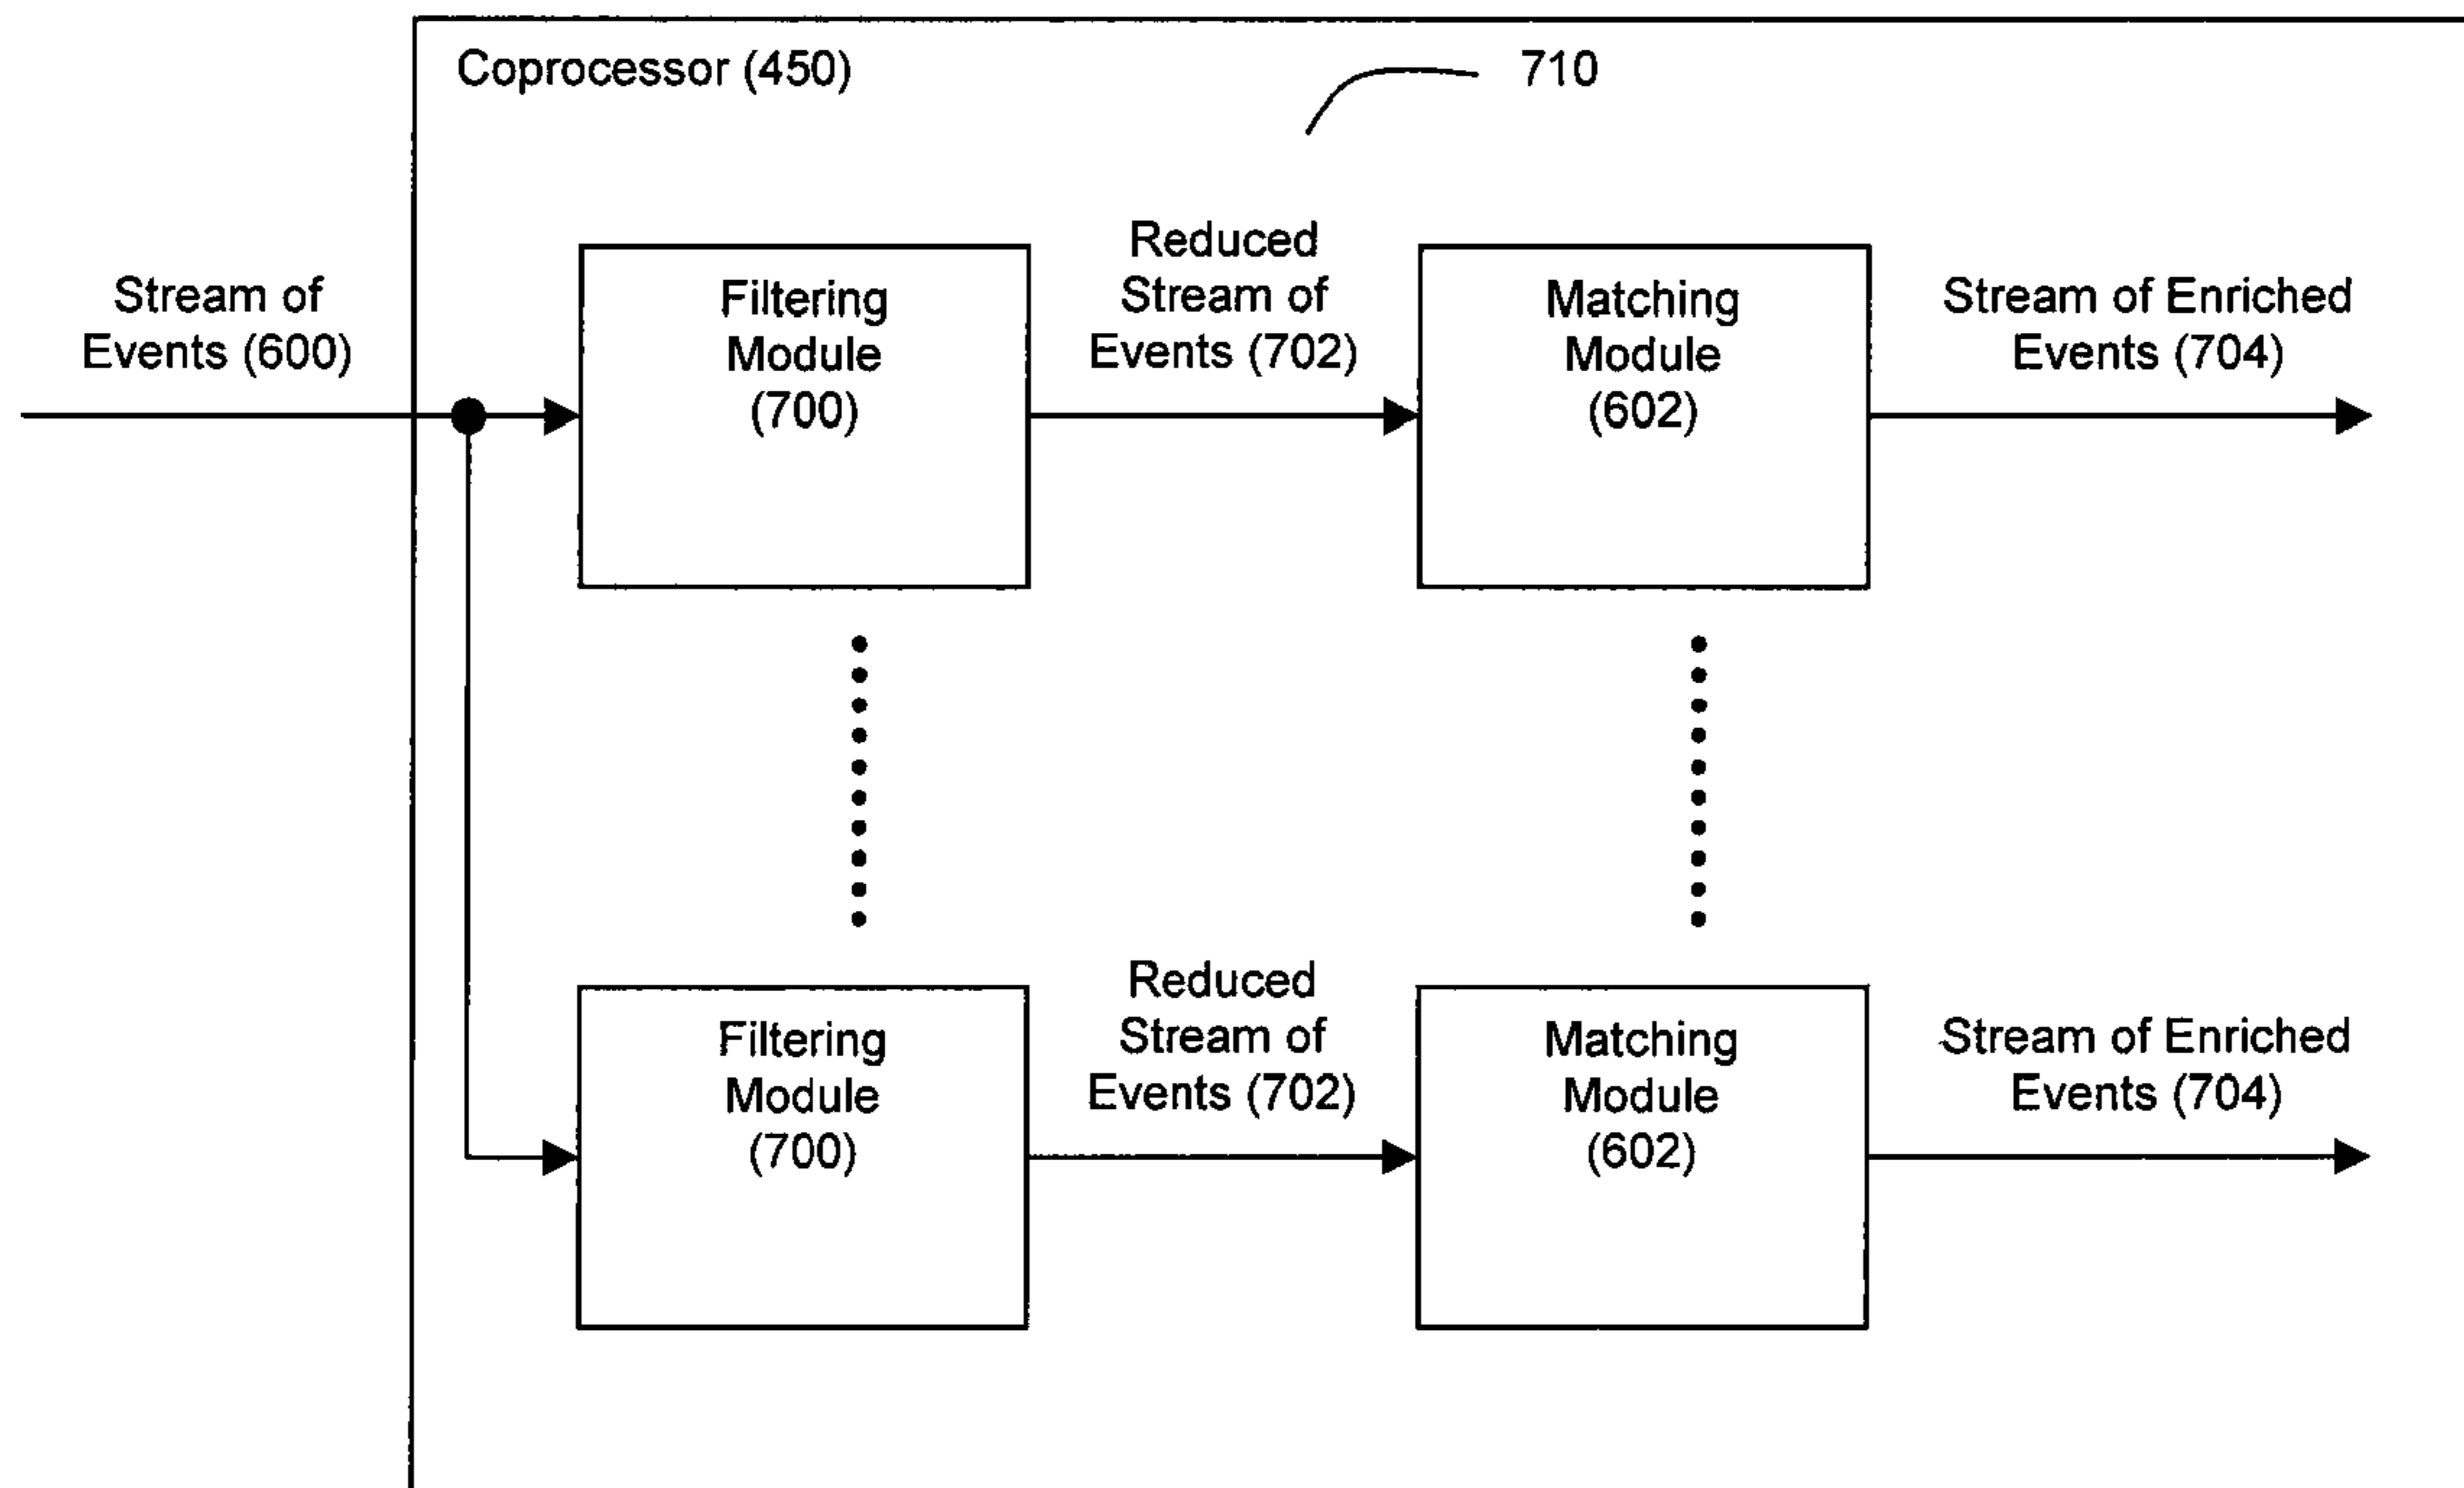 Coprocessor (450)
710
Stream of
Events (600)
Filtering
Module
(700)
Reduced
Stream of
Events (702)
Matching
Module
(602)
Stream of Enriched
Events (704)
Filtering
Module
(700)
Reduced
Stream of
Events (702)
Matching
Module
(602)
Stream of Enriched
Events (704)